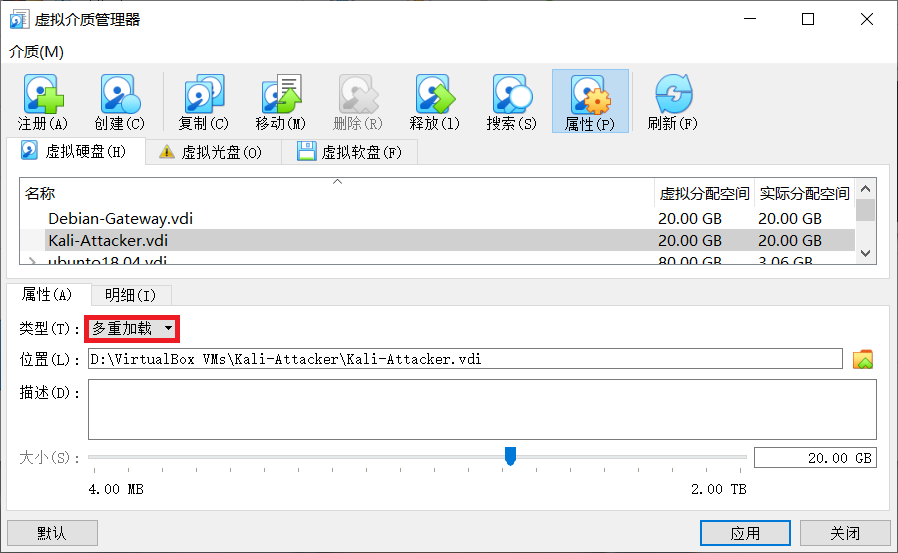 虚拟介质管理器
介质(M)
注册(A) 创建(C) 复制(C) 移动(M) 删除(R) 释放(l) 搜索(S) 属性(P) 刷新(F)
虚拟硬盘(H) 虚拟光盘(O) 虚拟软盘(F)
名称 虚拟分配空间 实际分配空间
Debian-Gateway.vdi 20.00 GB 20.00 GB
Kali-Attacker.vdi 20.00 GB 20.00 GB
ubunto18.04.vdi 80.00 GB 3.06 GB
属性(A) 明细(I)
类型(T): 多重加载
位置(L): D:\VirtualBox VMs\Kali-Attacker\Kali-Attacker.vdi
描述(D):
大小(S): 20.00 GB
4.00 MB 2.00 TB
默认 应用 关闭